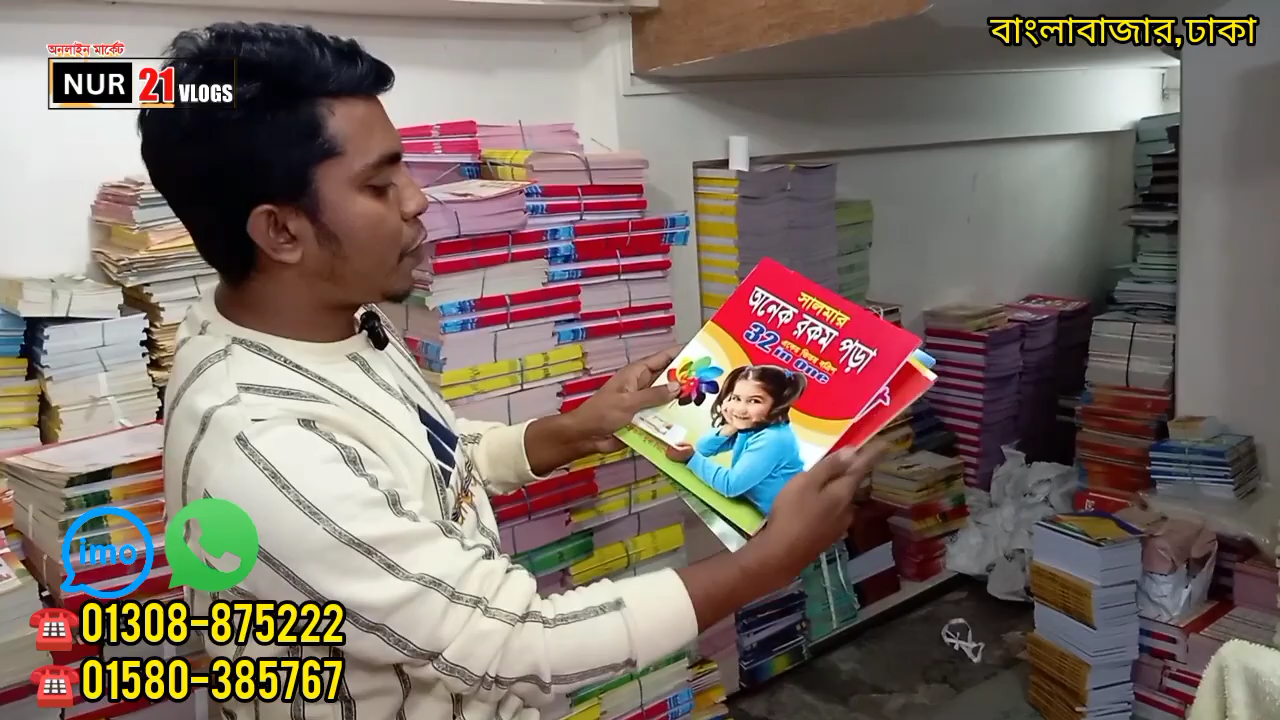 অনলাইন মার্কেট
NUR 21 VLOGS
বাংলাবাজার,ঢাকা
সালমার
অনেক রকম পড়া
32 in One
imo
01308-875222
01580-385767